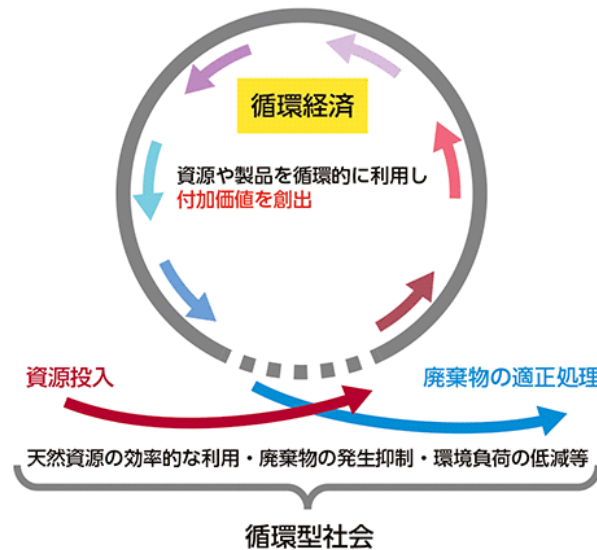 循環経済
資源や製品を循環的に利用し
付加価値を創出
資源投入
廃棄物の適正処理
天然資源の効率的な利用・廃棄物の発生抑制・環境負荷の低減等
循環型社会